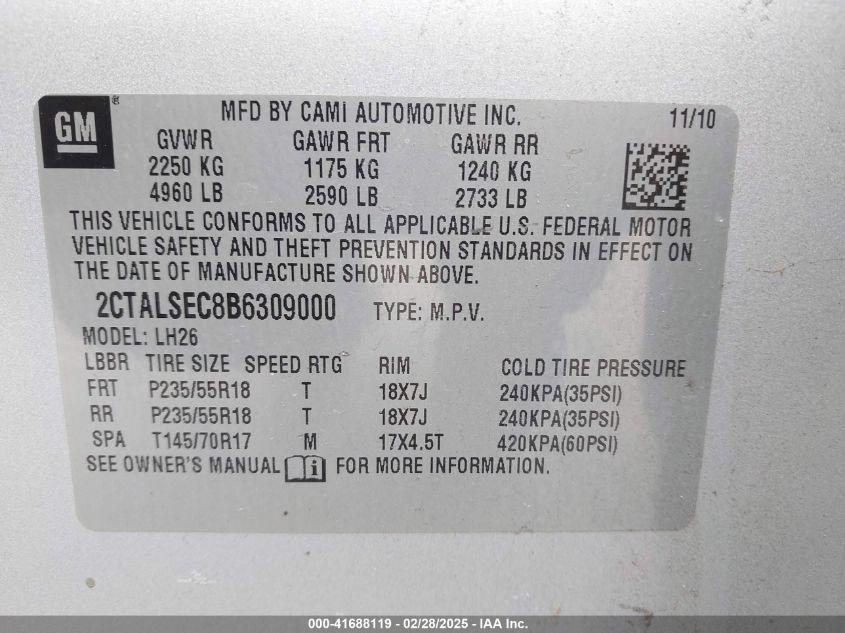 GM ®
MFD BY CAMI AUTOMOTIVE INC. 11/10
GVWR GAWR FRT GAWR RR
2250 KG 1175 KG 1240 KG
4960 LB 2590 LB 2733 LB
THIS VEHICLE CONFORMS TO ALL APPLICABLE U.S. FEDERAL MOTOR
VEHICLE SAFETY AND THEFT PREVENTION STANDARDS IN EFFECT ON
THE DATE OF MANUFACTURE SHOWN ABOVE.
2CTALSEC8B6309000 TYPE: M.P.V.
MODEL: LH26
LBBR TIRE SIZE SPEED RTG RIM COLD TIRE PRESSURE
FRT P235/55R18 T 18X7J 240KPA(35PSI)
RR P235/55R18 T 18X7J 240KPA(35PSI)
SPA T145/70R17 M 17X4.5T 420KPA(60PSI)
SEE OWNER'S MANUAL i FOR MORE INFORMATION.
000-41688119 - 02/28/2025 - IAA Inc.